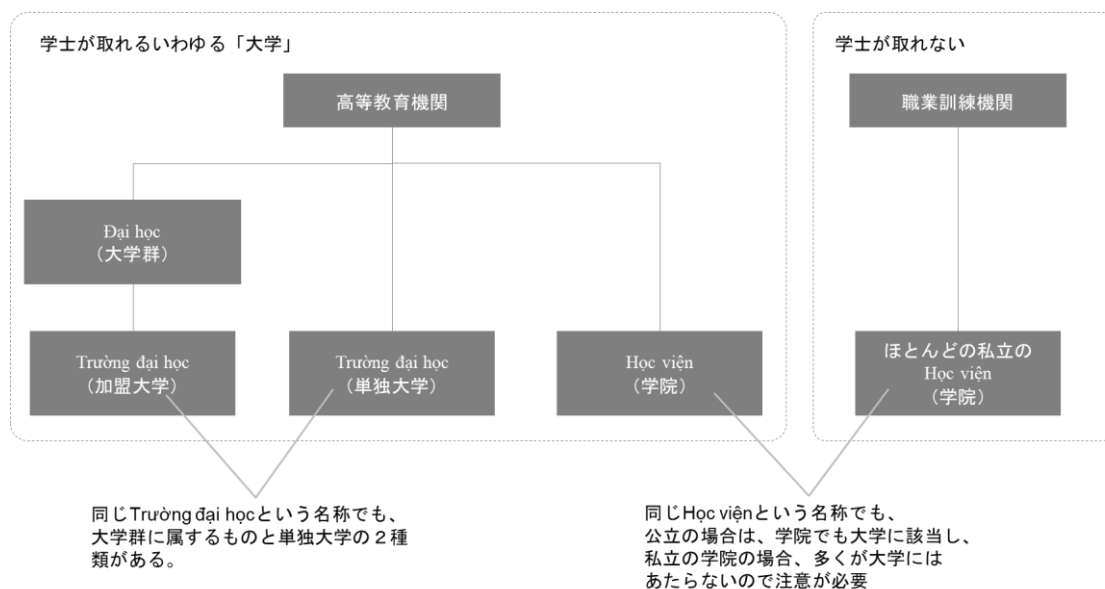 学士が取れるいわゆる「大学」
学士が取れない
高等教育機関
職業訓練機関
Đại học
（大学群）
Trường đại học
（加盟大学）
Trường đại học
（単独大学）
Học viện
（学院）
ほとんどの私立の
Học viện
（学院）
同じTrường đại họcという名称でも、
大学群に属するものと単独大学の２種
類がある。
同じHọc việnという名称でも、
公立の場合は、学院でも大学に該当し、
私立の学院の場合、多くが大学には
あたらないので注意が必要